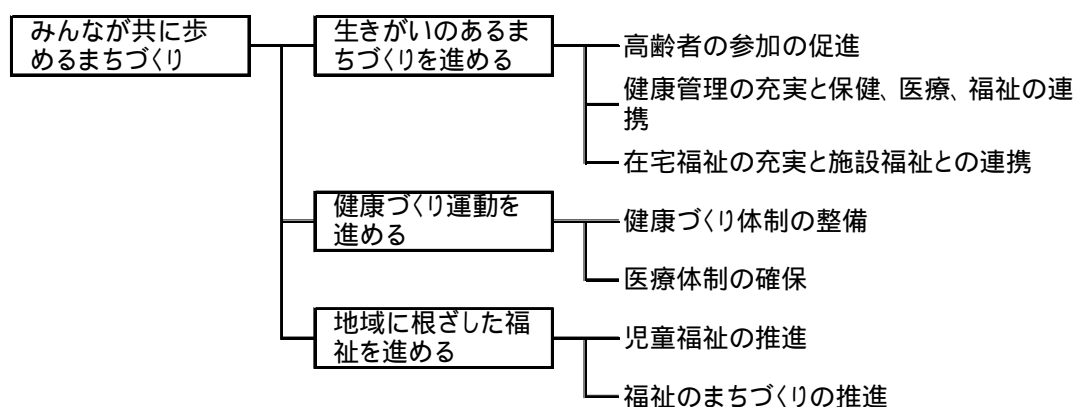 みんなが共に歩
めるまちづくり
生きがいのあるま
ちづくりを進める
高齢者の参加の促進
健康管理の充実と保健、医療、福祉の連
携
在宅福祉の充実と施設福祉との連携
健康づくり運動を
進める
健康づくり体制の整備
医療体制の確保
地域に根ざした福
祉を進める
児童福祉の推進
福祉のまちづくりの推進